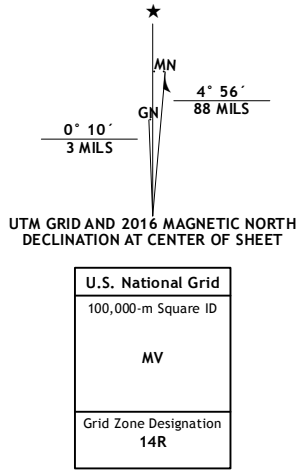 MN
4° 56´
88 MILS
GN
0° 10´
3 MILS
UTM GRID AND 2016 MAGNETIC NORTH
DECLINATION AT CENTER OF SHEET
U.S. National Grid
100,000-m Square ID
MV
Grid Zone Designation
14R